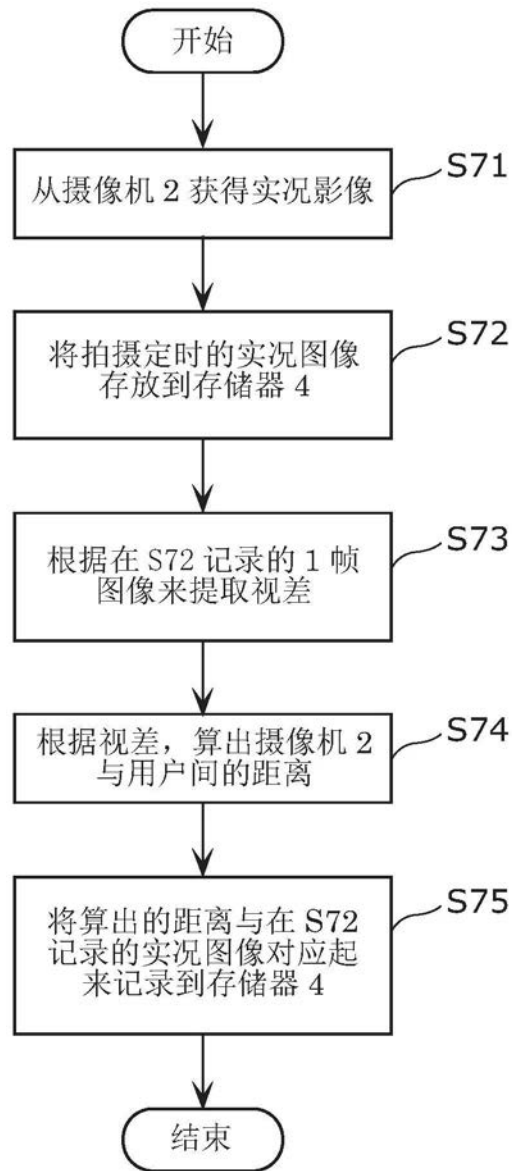 开始
从摄像机 2 获得实况影像
S71
将拍摄定时的实况图像
存放到存储器 4
S72
根据在 S72 记录的 1 帧
图像来提取视差
S73
根据视差，算出摄像机 2
与用户间的距离
S74
将算出的距离与在 S72
记录的实况图像对应起
来记录到存储器 4
S75
结束